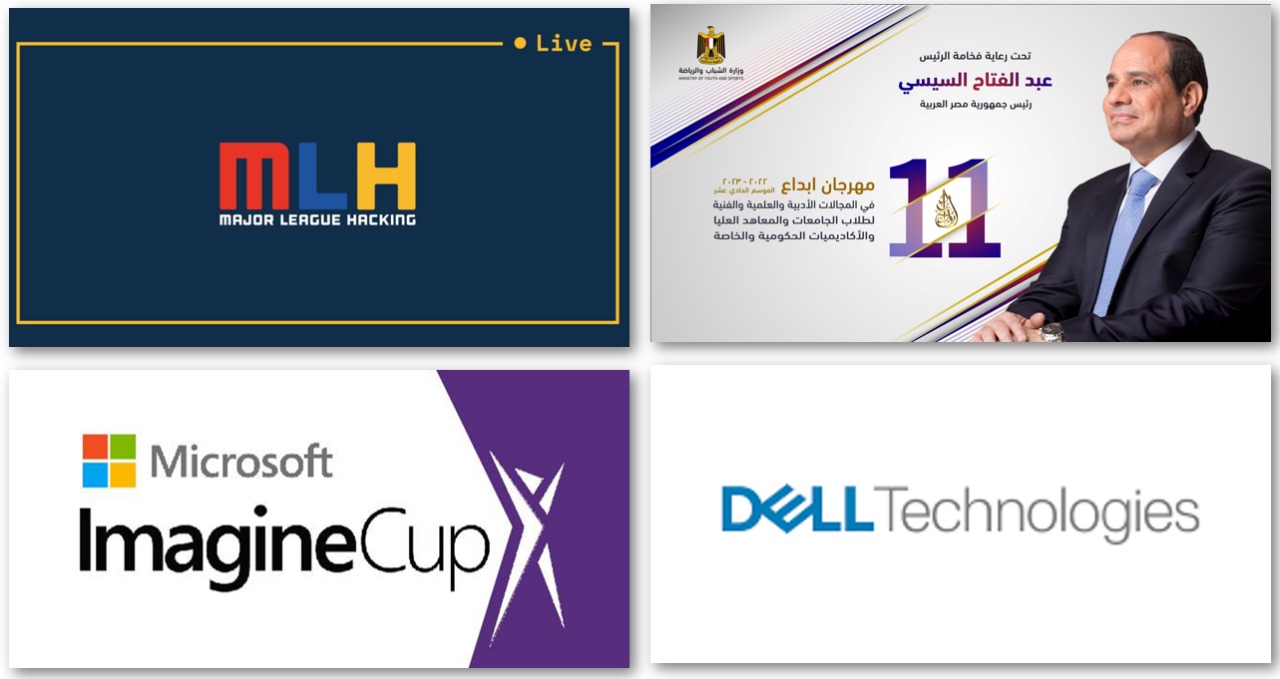 Live
MLH
MAJOR LEAGUE HACKING
وزارة الشباب والرياضة
MINISTRY OF YOUTH AND SPORTS
تحت رعاية فخامة الرئيس
عبد الفتاح السيسي
رئيس جمهورية مصر العربية
11
مهرجان ابداع
٢٠٢٢ - ٢٠٢٣
الموسم الحادي عشر
في المجالات الأدبية والعلمية والفنية
لطلاب الجامعات والمعاهد العليا
والأكاديميات الحكومية والخاصة
Microsoft
ImagineCup
DELLTechnologies